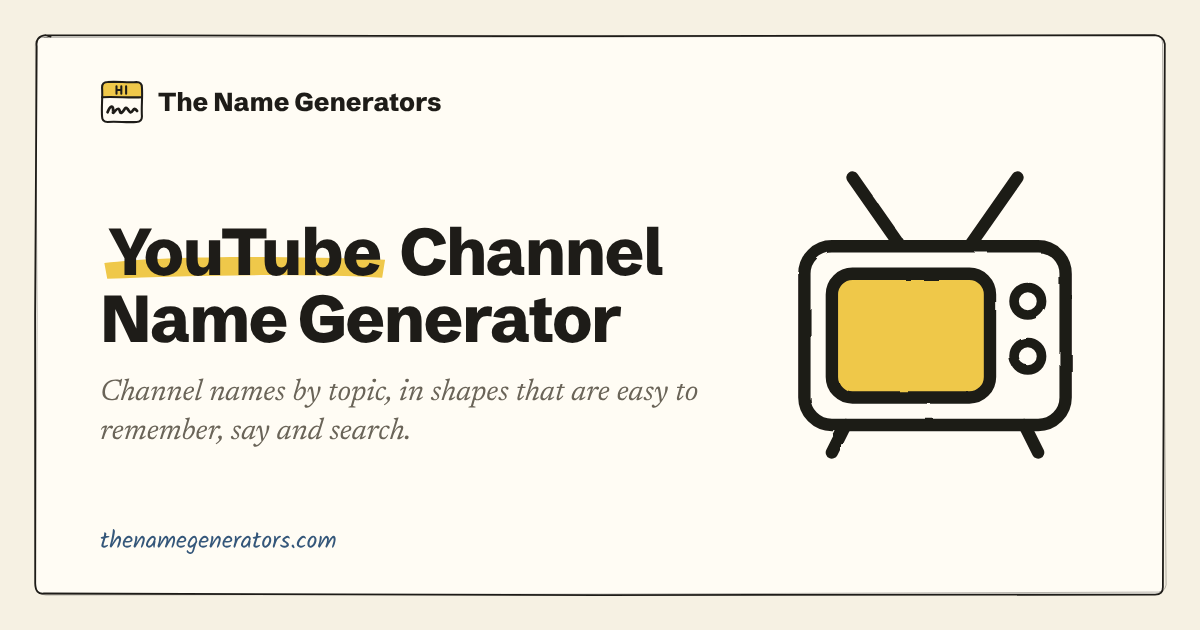 HI
The Name Generators
YouTube Channel
Name Generator
Channel names by topic, in shapes that are easy to
remember, say and search.
thenamegenerators.com